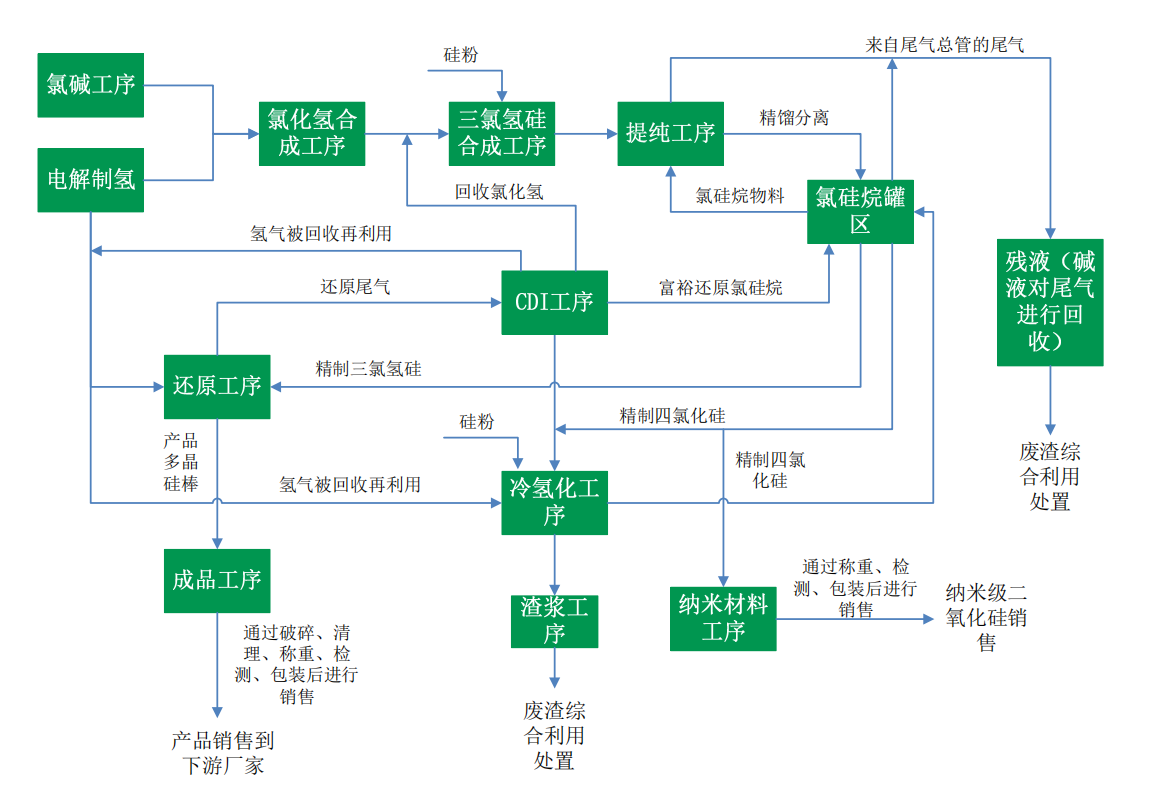 硅粉
来自尾气总管的尾气
氯碱工序
氯化氢合
成工序
三氯氢硅
合成工序
提纯工序
精馏分离
电解制氢
回收氯化氢
氯硅烷物料
氯硅烷罐
区
氢气被回收再利用
还原尾气
CDI工序
富裕还原氯硅烷
残液（碱
液对尾气
进行回
收）
还原工序
精制三氯氢硅
产品
多晶
硅棒
硅粉
精制四氯化硅
精制四氯
化硅
废渣综
合利用
处置
氢气被回收再利用
冷氢化工
序
成品工序
渣浆工
序
纳米材料
工序
通过称重、检
测、包装后进行
销售
纳米级二
氧化硅销
售
通过破碎、清
理、称重、检
测、包装后进行
销售
废渣综
合利用
处置
产品销售到
下游厂家